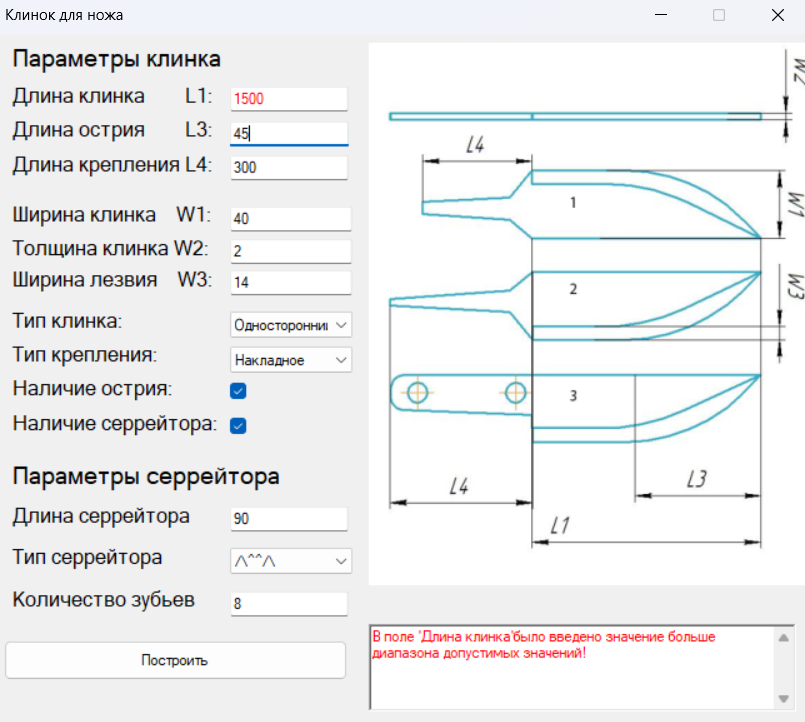 Клинок для ножа
Параметры клинка
Длина клинка L1: 1500
Длина острия L3: 45
Длина крепления L4: 300
Ширина клинка W1: 40
Толщина клинка W2: 2
Ширина лезвия W3: 14
Тип клинка: Односторонни
Тип крепления: Накладное
Наличие острия:
Наличие серрейтора:
Параметры серрейтора
Длина серрейтора 90
Тип серрейтора /\^^/\
Количество зубьев 8
Построить
W2
L4
1
W1
2
W3
3
L4
L3
L1
В поле 'Длина клинка'было введено значение больше
диапазона допустимых значений!